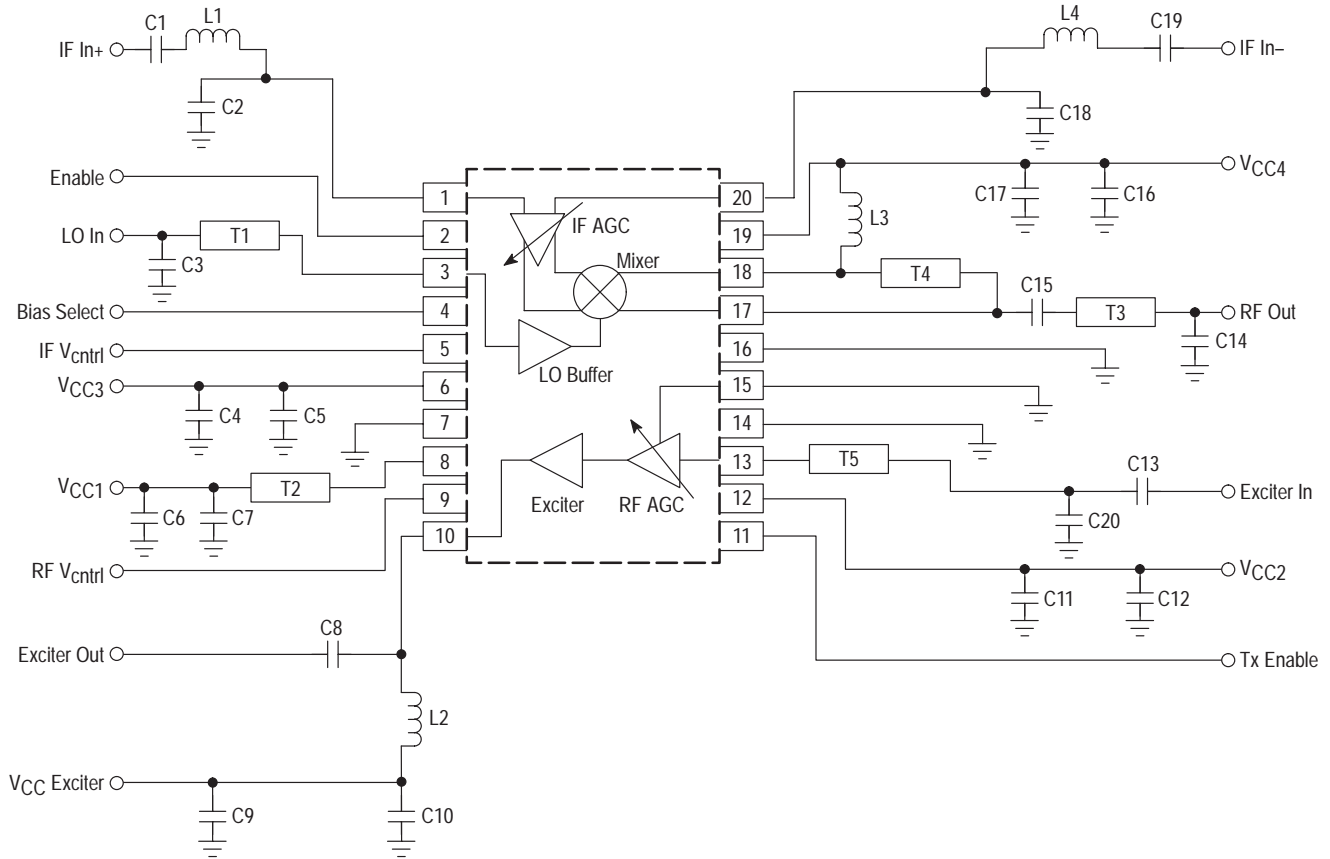 C1
L1
IF In+
C2
Enable
LO In
T1
C3
Bias Select
IF Vcntrl
VCC3
C4
C5
VCC1
T2
C6
C7
RF Vcntrl
C8
Exciter Out
L2
VCC Exciter
C9
C10
1
2
3
4
5
6
7
8
9
10
IF AGC
Mixer
LO Buffer
Exciter
RF AGC
20
19
18
17
16
15
14
13
12
11
L4
C19
IF In–
C18
VCC4
C17
C16
L3
T4
C15
T3
RF Out
C14
T5
C13
Exciter In
C20
VCC2
C11
C12
Tx Enable